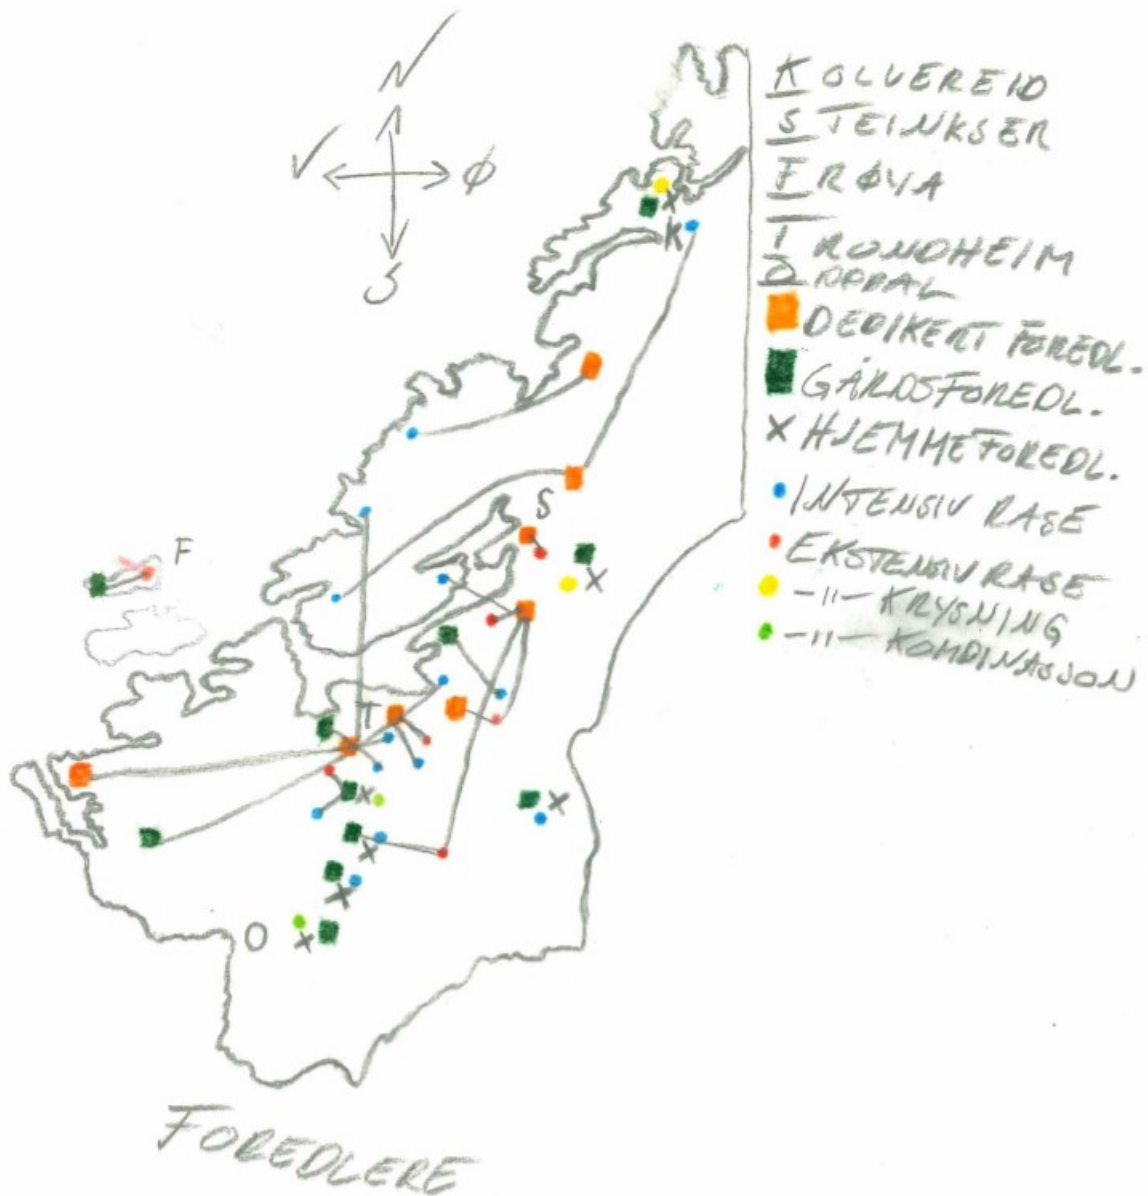 N
V Ø
S
KOLVEREID
STEINKSER
FRØYA
TRONDHEIM
OPPDAL
DEDIKERT FOREDL.
GÅRDSFOREDL.
X HJEMMEFOREDL.
INTENSIV RASE
EKSTENSIV RASE
-11- KRYSNING
-11- KOMBINASJON
K
S
F
T
O
FOREDLERE